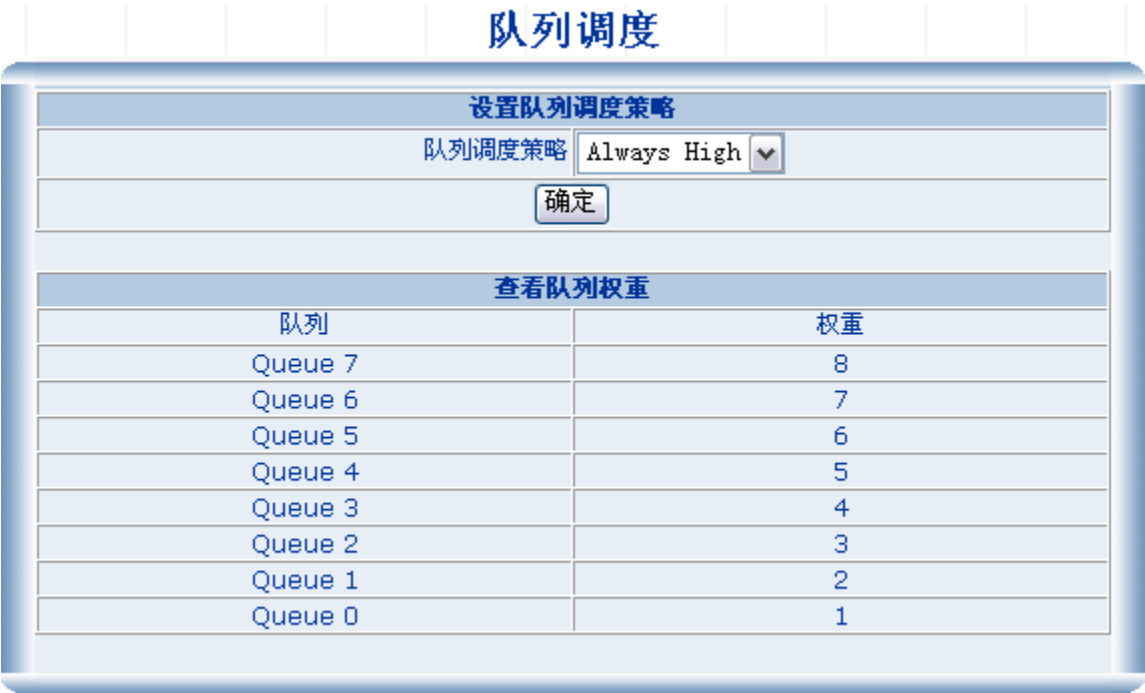 队列调度
设置队列调度策略
队列调度策略 Always High
确定
查看队列权重
队列 权重
Queue 7 8
Queue 6 7
Queue 5 6
Queue 4 5
Queue 3 4
Queue 2 3
Queue 1 2
Queue 0 1